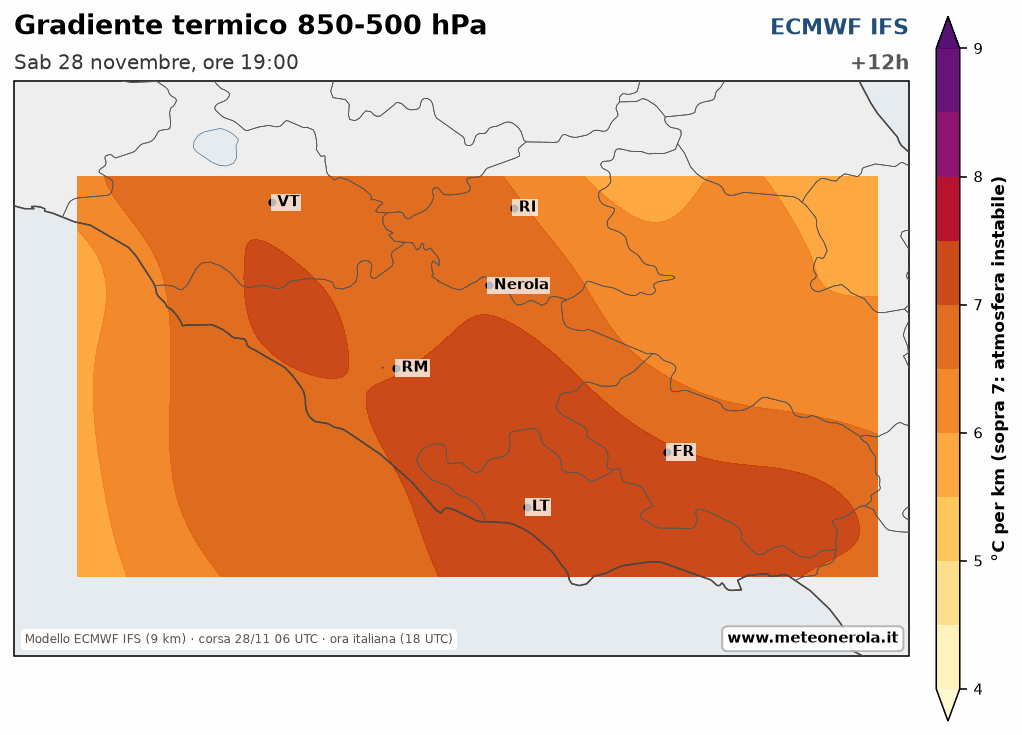 Gradiente termico 850-500 hPa
ECMWF IFS
Sab 28 novembre, ore 19:00
+12h
VT
RI
Nerola
RM
FR
LT
Modello ECMWF IFS (9 km) · corsa 28/11 06 UTC · ora italiana (18 UTC)
www.meteonerola.it
9
8
7
6
5
4
°C per km (sopra 7: atmosfera instabile)